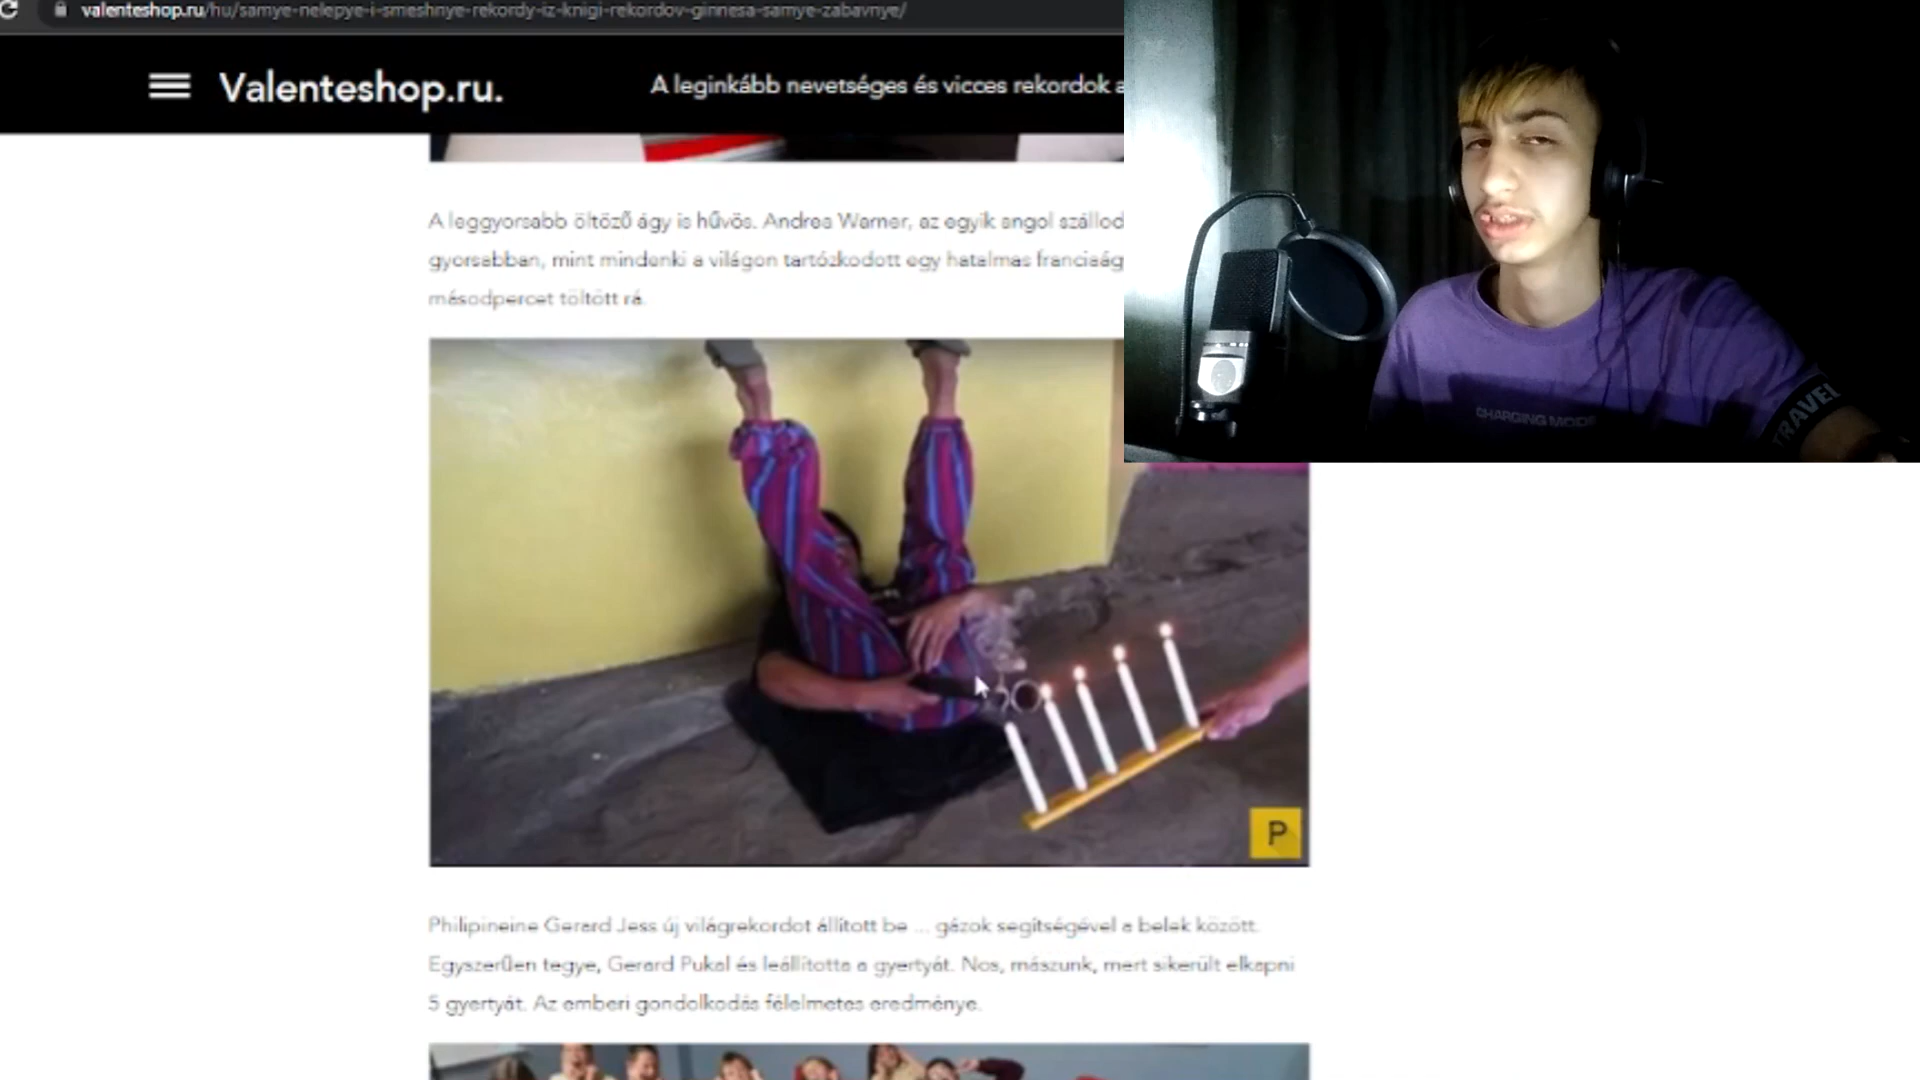 valenteshop.ru/hu/samye-nelepye-i-smeshnye-rekordy-iz-knigi-rekordov-ginnesa-samye-zabavnye/
Valenteshop.ru.
A leginkább nevetséges és vicces rekordok a
A leggyorsabb öltöző ágy is hűvös. Andrea Warner, az egyik angol szállod
gyorsabban, mint mindenki a világon tartózkodott egy hatalmas franciaág
másodpercet töltött rá.
CHARGING MODE
TRAVEL
P
Philipineine Gerard Jess új világrekordot állított be ... gázok segítségével a belek között.
Egyszerűen tegye, Gerard Pukal és leállította a gyertyát. Nos, mászunk, mert sikerült elkapni
5 gyertyát. Az emberi gondolkodás félelmetes eredménye.